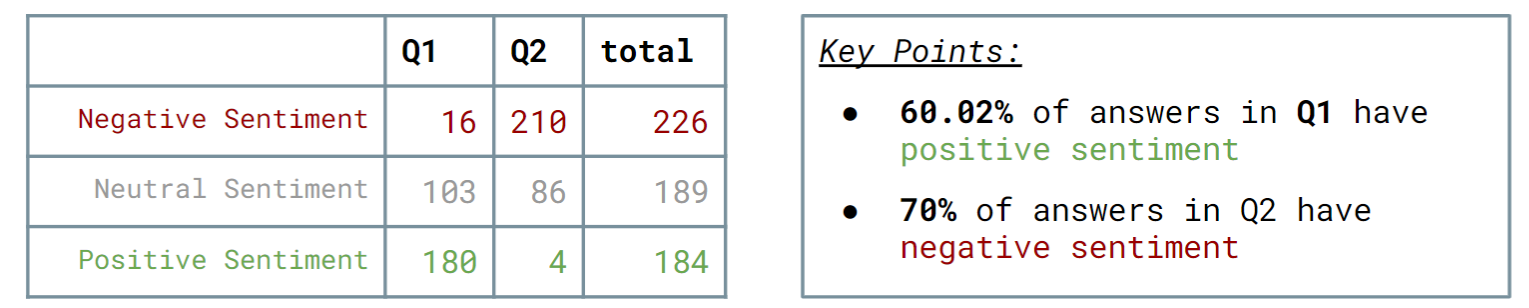 Q1 Q2 total
Negative Sentiment 16 210 226
Neutral Sentiment 103 86 189
Positive Sentiment 180 4 184
Key Points:
● 60.02% of answers in Q1 have
positive sentiment
● 70% of answers in Q2 have
negative sentiment